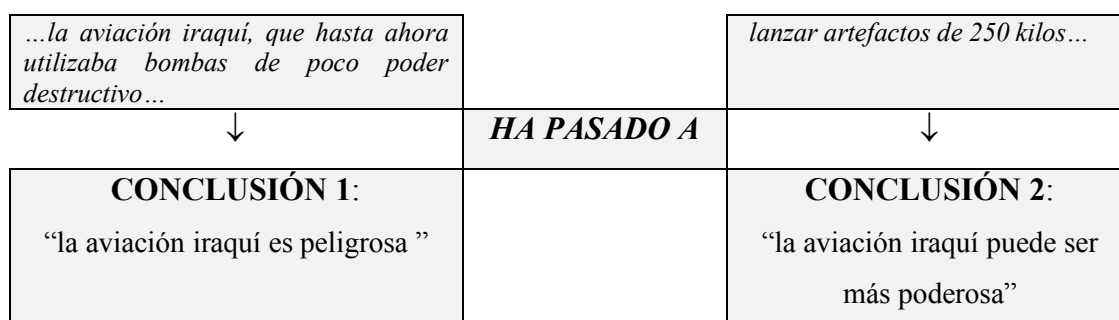 …la aviación iraquí, que hasta ahora
utilizaba bombas de poco poder
destructivo…
lanzar artefactos de 250 kilos…
↓
HA PASADO A
↓
CONCLUSIÓN 1:
“la aviación iraquí es peligrosa ”
CONCLUSIÓN 2:
“la aviación iraquí puede ser
más poderosa”